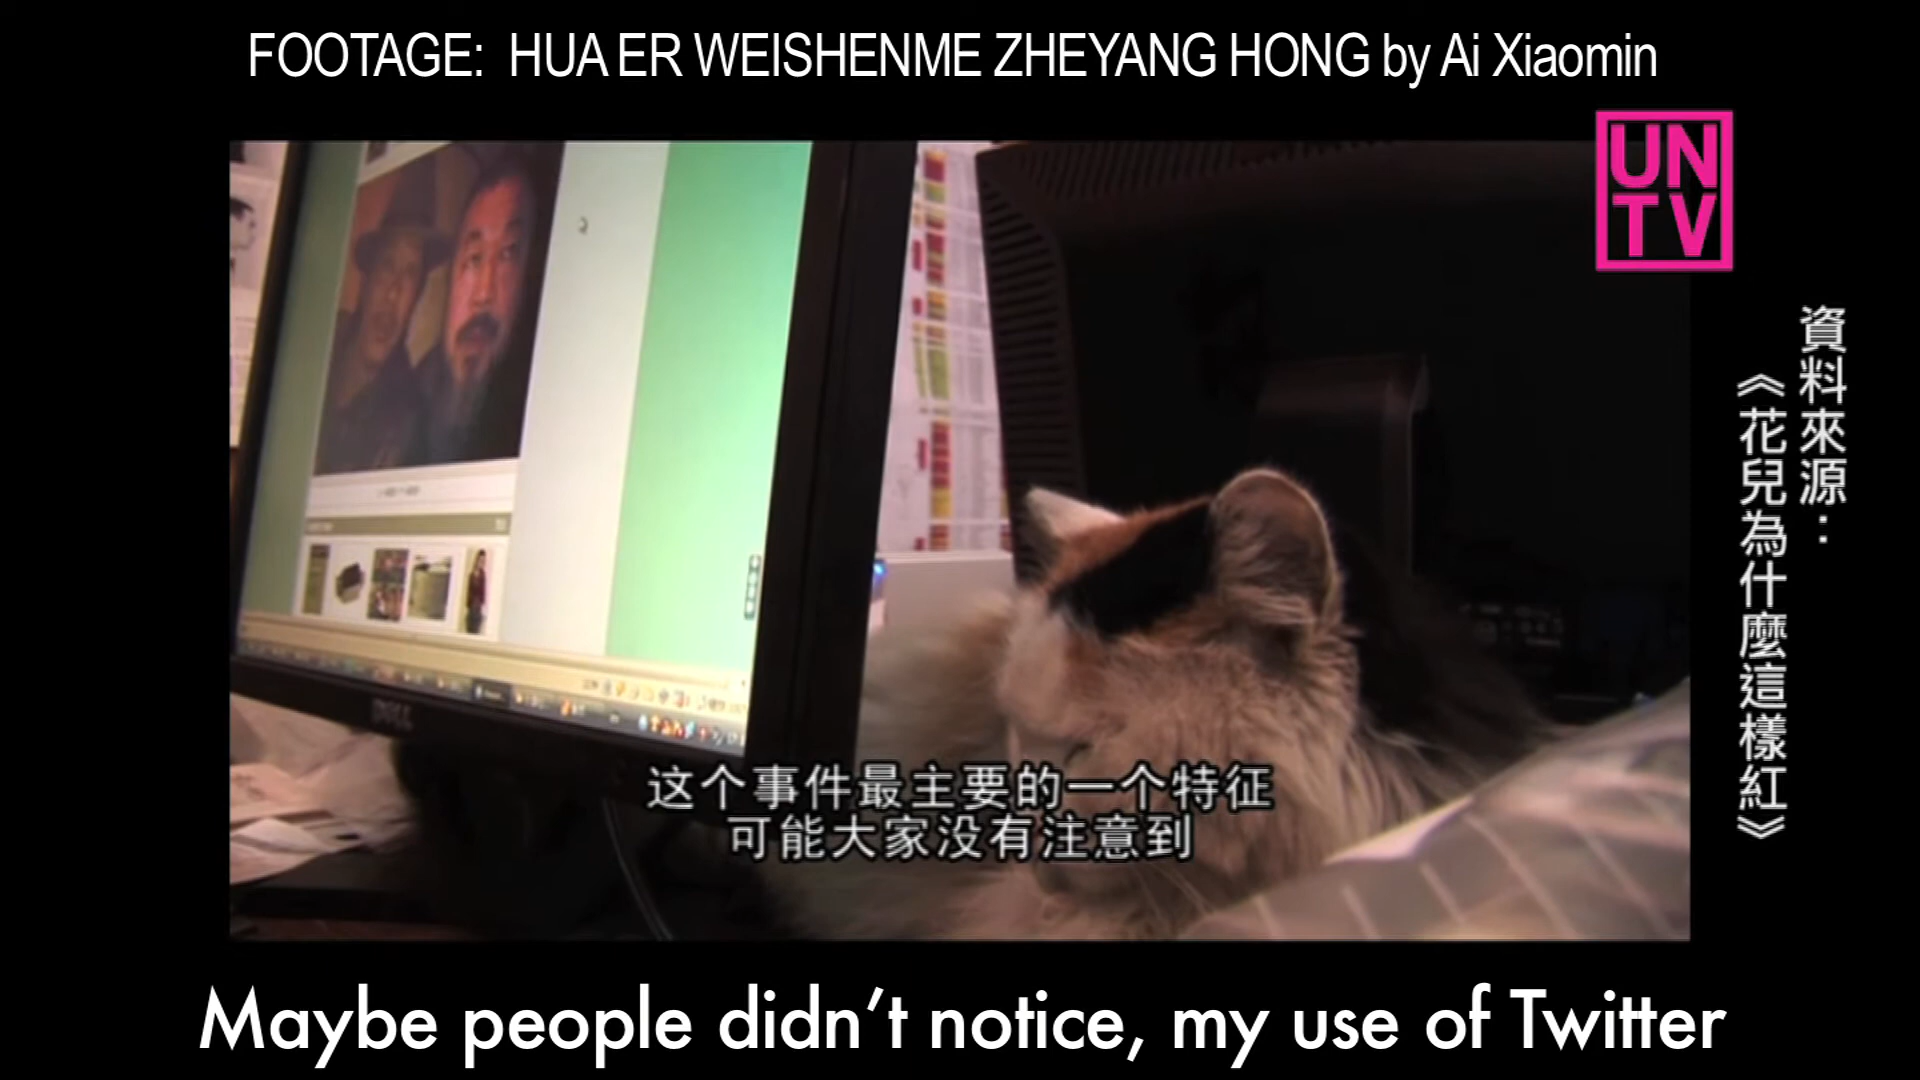 FOOTAGE: HUA ER WEISHENME ZHEYANG HONG by Ai Xiaomin
UN
TV
資料來源：
《花兒為什麼這樣紅》
DELL
这个事件最主要的一个特征
可能大家没有注意到
Maybe people didn't notice, my use of Twitter